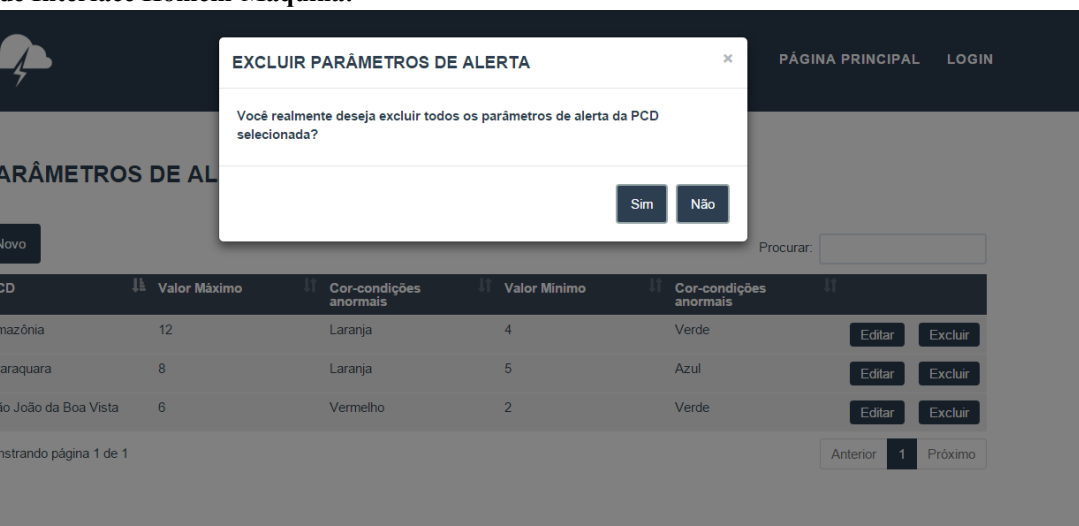 de Interface Homem-Máquina.
EXCLUIR PARÂMETROS DE ALERTA ×
PÁGINA PRINCIPAL LOGIN
Você realmente deseja excluir todos os parâmetros de alerta da PCD
selecionada?
ARÂMETROS DE AL
Sim Não
Novo
Procurar:
CD Valor Máximo Cor-condições anormais Valor Mínimo Cor-condições anormais
mazônia 12 Laranja 4 Verde Editar Excluir
araquara 8 Laranja 5 Azul Editar Excluir
ão João da Boa Vista 6 Vermelho 2 Verde Editar Excluir
nstrando página 1 de 1
Anterior 1 Próximo